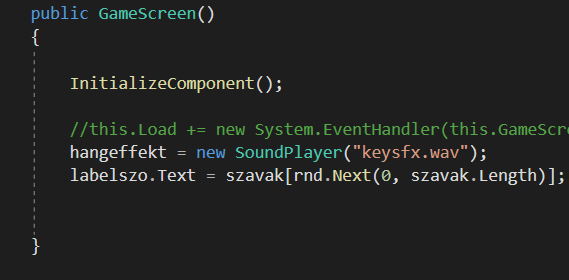 public GameScreen()
{
InitializeComponent();
//this.Load += new System.EventHandler(this.GameScre
hangeffekt = new SoundPlayer("keysfx.wav");
labelszo.Text = szavak[rnd.Next(0, szavak.Length)];
}